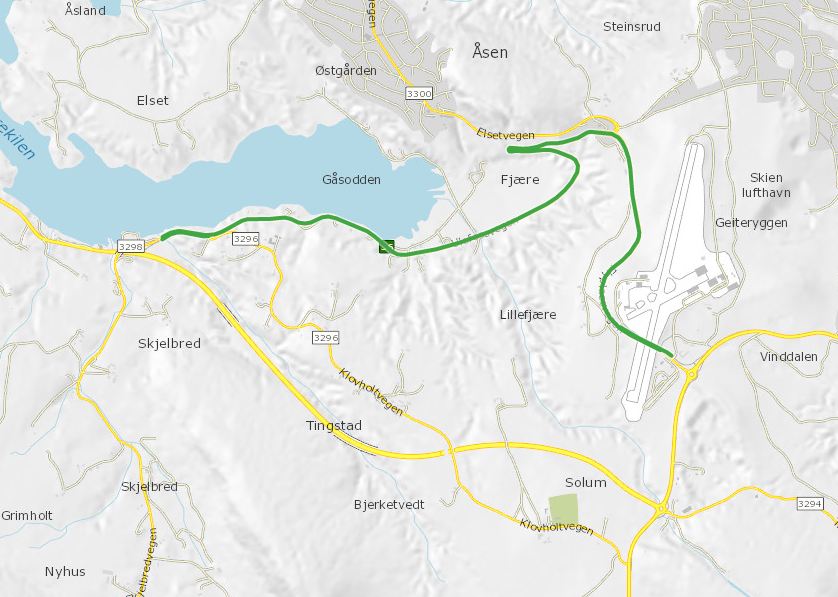 Åsland
vegen
Steinsrud
Åsen
Østgården
Elset
3300
Elsetvegen
Gåsodden
Fjære
Skien
lufthavn
Geiteryggen
3298
3296
Lillefjære
3296
Skjelbred
Vinddalen
Klovholtvegen
Tingstad
Skjelbred
Solum
Bjerketvedt
3294
Grimholt
Klovholtvegen
Skjelbredvegen
Nyhus